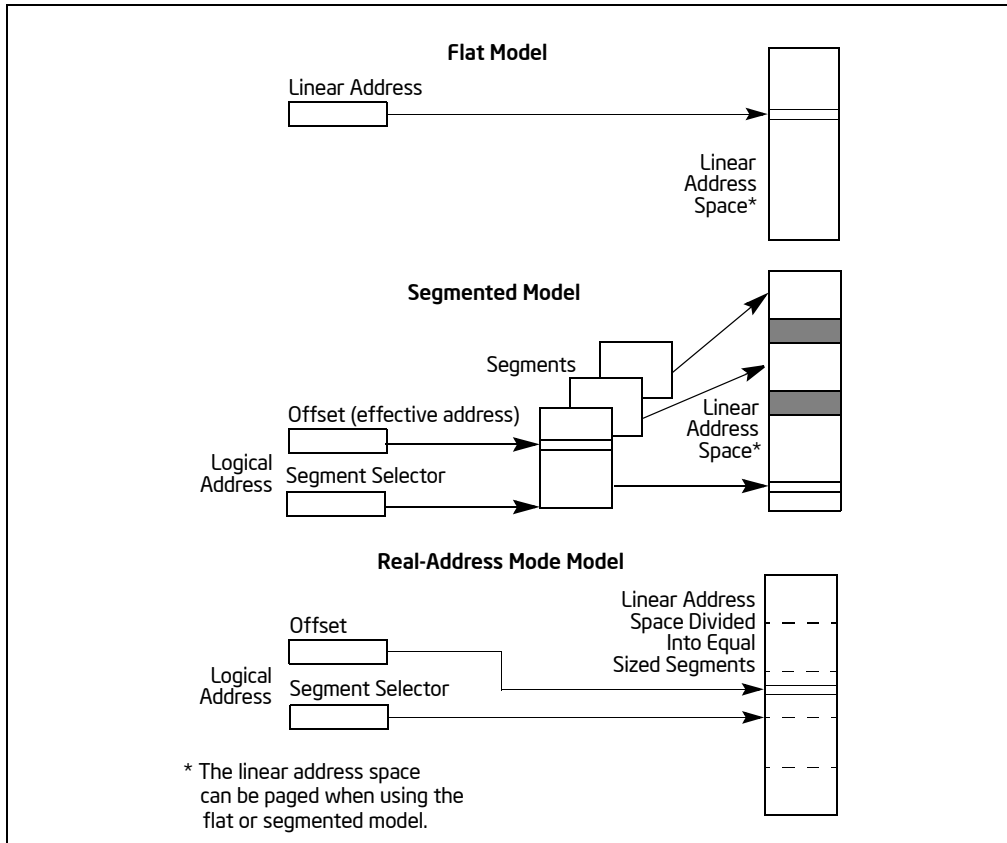 Flat Model
Linear Address
Linear
Address
Space*
Segmented Model
Segments
Offset (effective address)
Logical
Address
Segment Selector
Linear
Address
Space*
Real-Address Mode Model
Linear Address
Space Divided
Into Equal
Sized Segments
Offset
Logical
Address
Segment Selector
* The linear address space
can be paged when using the
flat or segmented model.